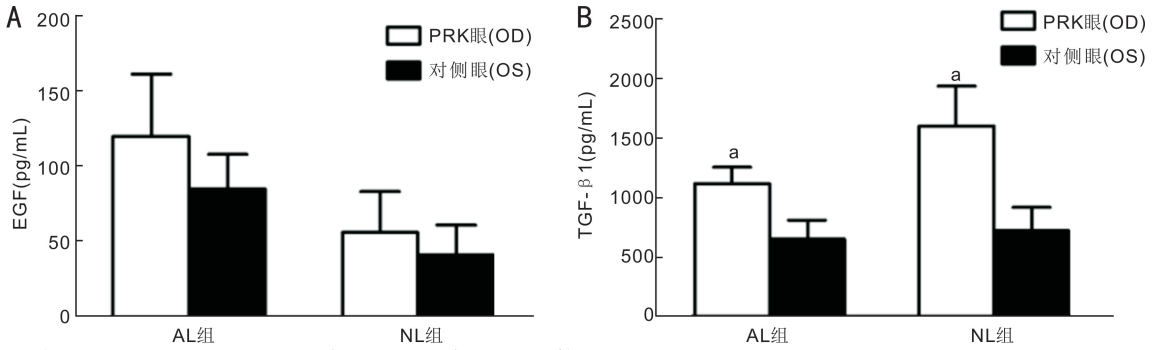 A
200
150
100
50
0
EGF(pg/mL)
PRK眼(OD)
对侧眼(OS)
AL组
NL组
B
2500
2000
1500
1000
500
0
TGF-β1(pg/mL)
PRK眼(OD)
对侧眼(OS)
a
a
AL组
NL组